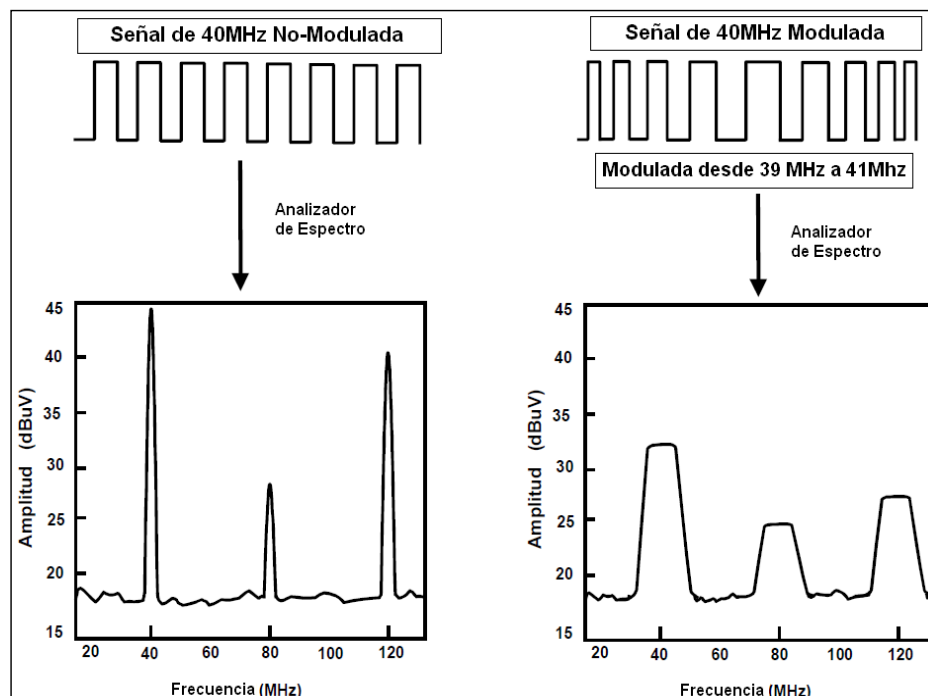 Señal de 40MHz No-Modulada
Analizador
de Espectro
45
40
35
30
25
20
15
Amplitud (dBuV)
20 40 60 80 100 120
Frecuencia (MHz)
Señal de 40MHz Modulada
Modulada desde 39 MHz a 41Mhz
Analizador
de Espectro
45
40
35
30
25
20
15
Amplitud (dBuV)
20 40 60 80 100 120
Frecuencia (MHz)